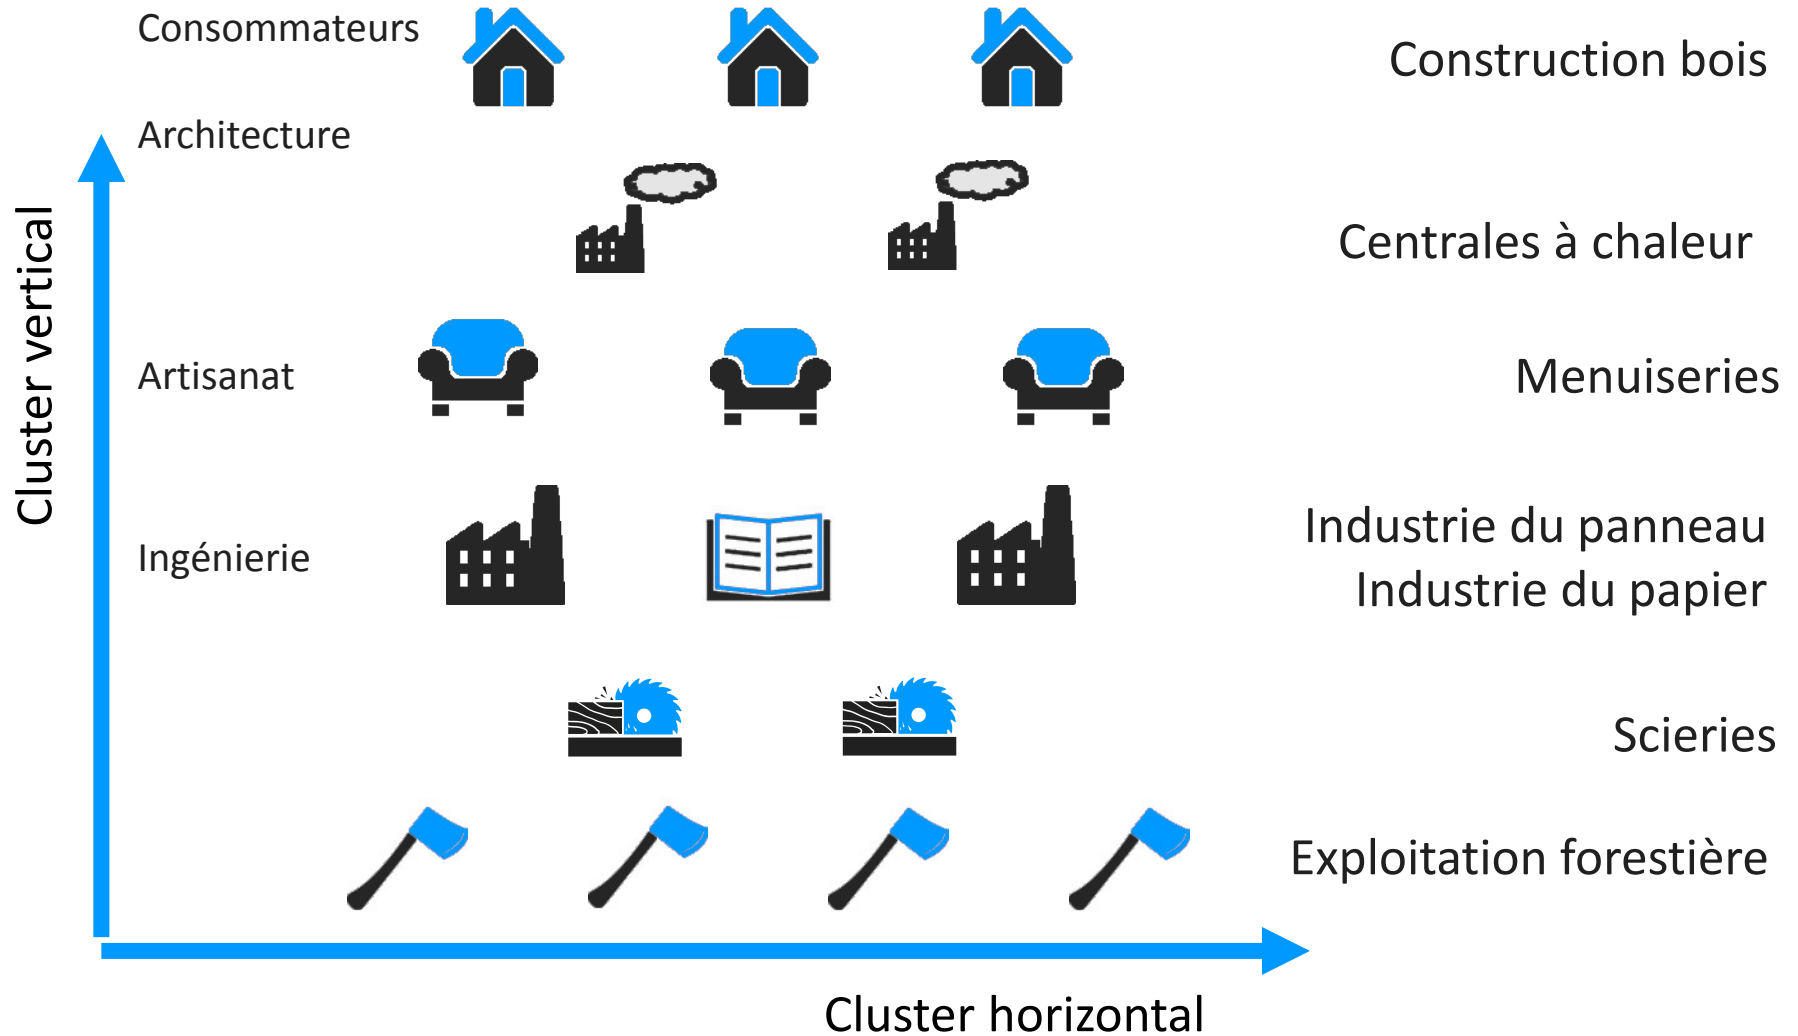 Consommateurs
Construction bois
Architecture
Centrales à chaleur
Cluster vertical
Artisanat
Menuiseries
Ingénierie
Industrie du panneau
Industrie du papier
Scieries
Exploitation forestière
Cluster horizontal